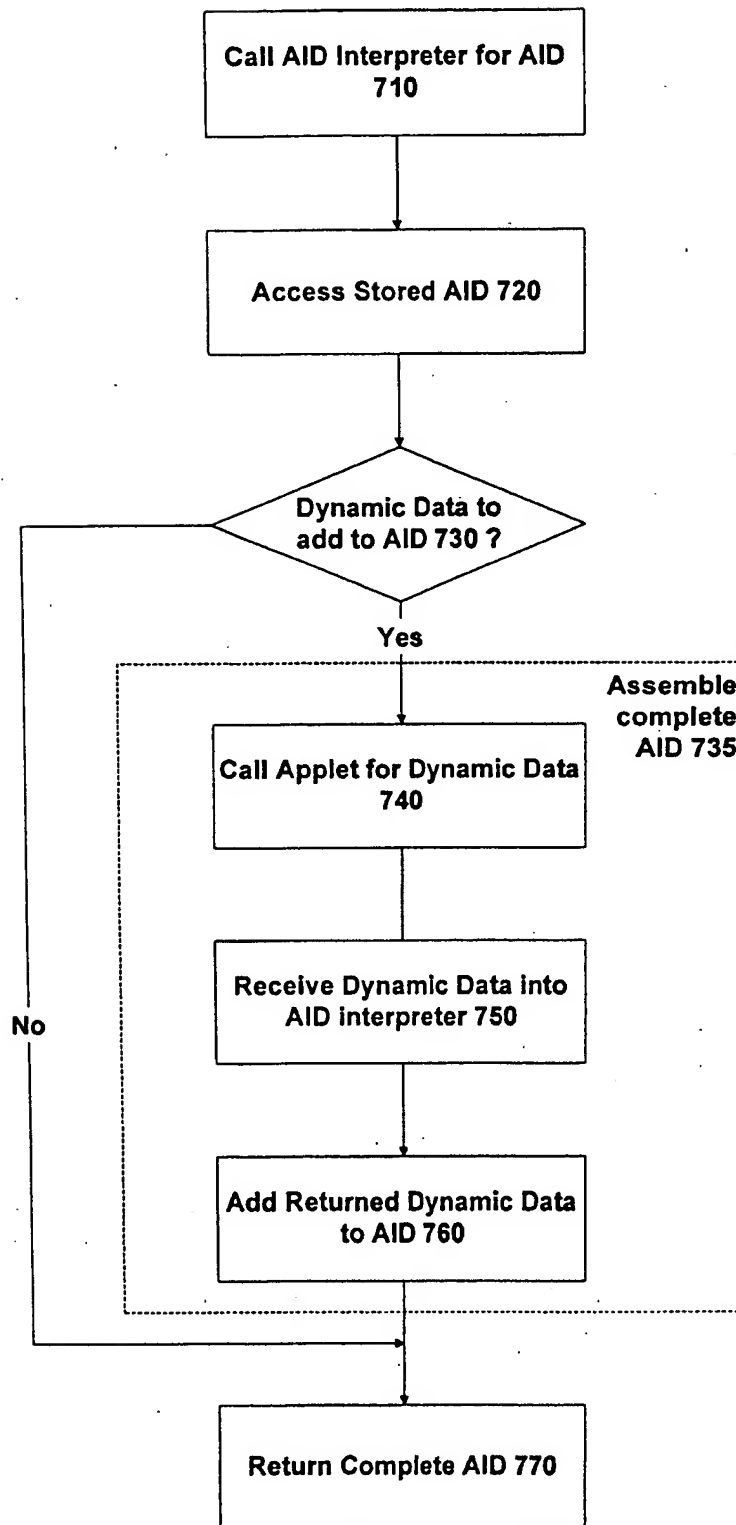 Call AID Interpreter for AID
710
Access Stored AID 720
Dynamic Data to
add to AID 730 ?
Yes
Assemble
complete
AID 735
Call Applet for Dynamic Data
740
Receive Dynamic Data into
AID interpreter 750
No
Add Returned Dynamic Data
to AID 760
Return Complete AID 770